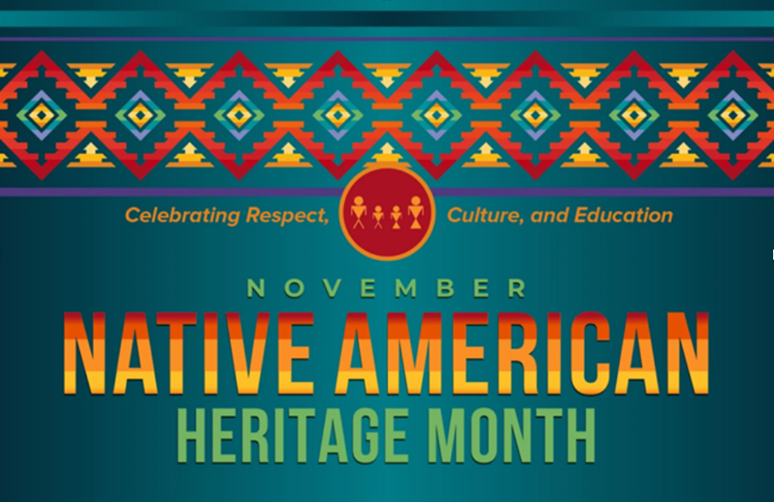 Celebrating Respect, Culture, and Education
NOVEMBER
NATIVE AMERICAN
HERITAGE MONTH